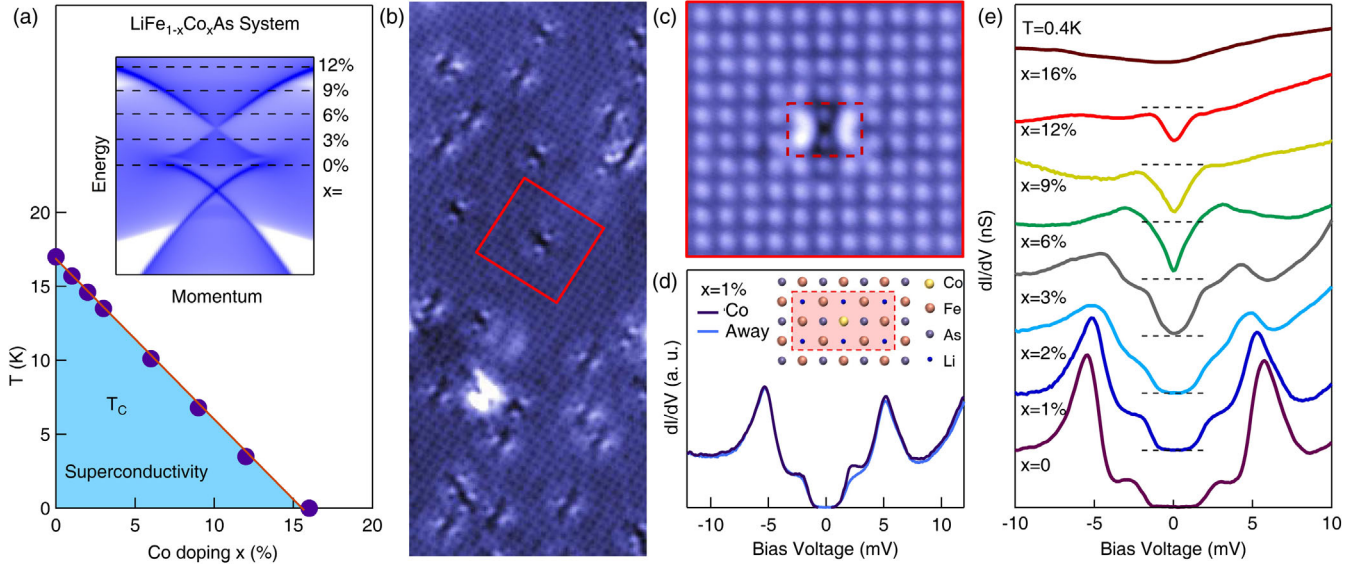 (a)
LiFe1-xCoxAs System
12%
9%
6%
3%
0%
x=
Energy
Momentum
20
15
10
5
0
T (K)
TC
Superconductivity
0
5
10
15
20
Co doping x (%)
(b)
(c)
(d)
x=1%
Co
Away
Co
Fe
As
Li
dI/dV (a. u.)
-10
-5
0
5
10
Bias Voltage (mV)
(e)
T=0.4K
x=16%
x=12%
x=9%
x=6%
x=3%
x=2%
x=1%
x=0
dI/dV (nS)
-10
-5
0
5
10
Bias Voltage (mV)